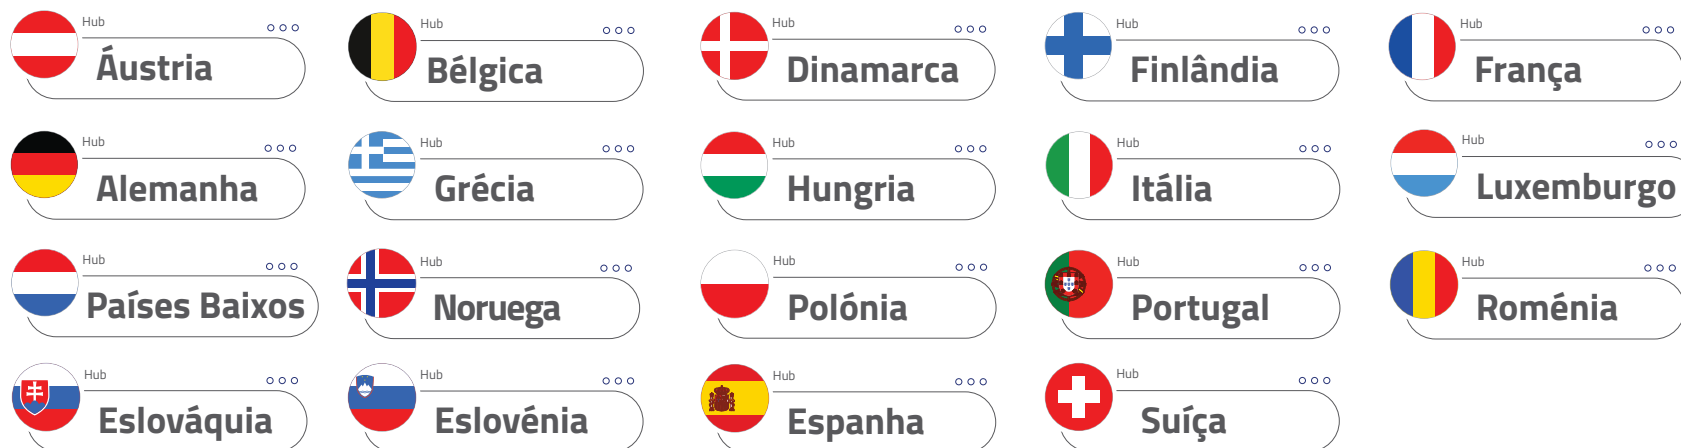 Hub
Áustria
Hub
Bélgica
Hub
Dinamarca
Hub
Finlândia
Hub
França
Hub
Alemanha
Hub
Grécia
Hub
Hungria
Hub
Itália
Hub
Luxemburgo
Hub
Países Baixos
Hub
Noruega
Hub
Polónia
Hub
Portugal
Hub
Roménia
Hub
Eslováquia
Hub
Eslovénia
Hub
Espanha
Hub
Suíça